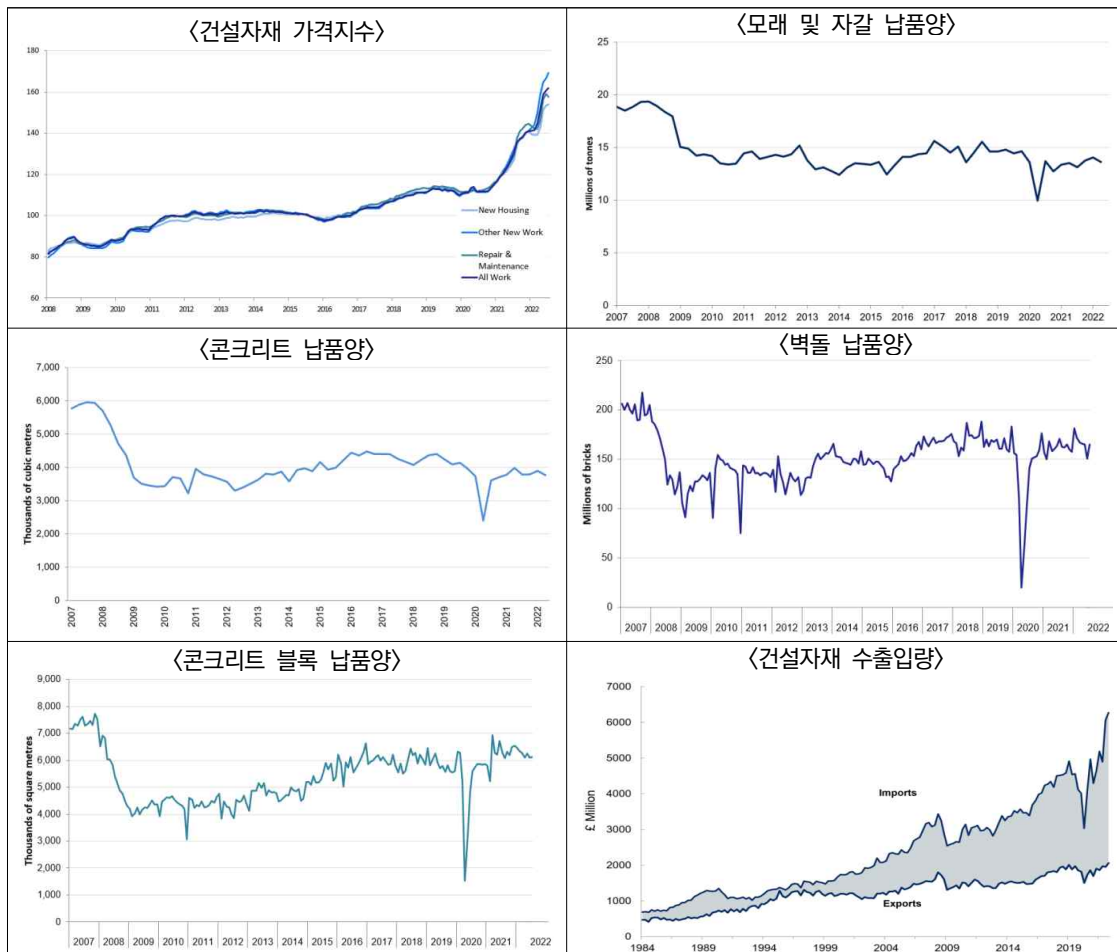 <건설자재 가격지수>
180
160
140
120
100
80
60
New Housing
Other New Work
Repair &
Maintenance
All Work
2008 2009 2010 2011 2012 2013 2014 2015 2016 2017 2018 2019 2020 2021 2022
<모래 및 자갈 납품양>
Millions of tonnes
25
20
15
10
5
0
2007 2008 2009 2010 2011 2012 2013 2014 2015 2016 2017 2018 2019 2020 2021 2022
<콘크리트 납품양>
Thousands of cubic metres
7,000
6,000
5,000
4,000
3,000
2,000
1,000
0
2007 2008 2009 2010 2011 2012 2013 2014 2015 2016 2017 2018 2019 2020 2021 2022
<벽돌 납품양>
Millions of bricks
250
200
150
100
50
0
2007 2008 2009 2010 2011 2012 2013 2014 2015 2016 2017 2018 2019 2020 2021 2022
<콘크리트 블록 납품양>
Thousands of square metres
9,000
8,000
7,000
6,000
5,000
4,000
3,000
2,000
1,000
0
2007 2008 2009 2010 2011 2012 2013 2014 2015 2016 2017 2018 2019 2020 2021 2022
<건설자재 수출입량>
£ Million
7000
6000
5000
4000
3000
2000
1000
0
Imports
Exports
1984 1989 1994 1999 2004 2009 2014 2019